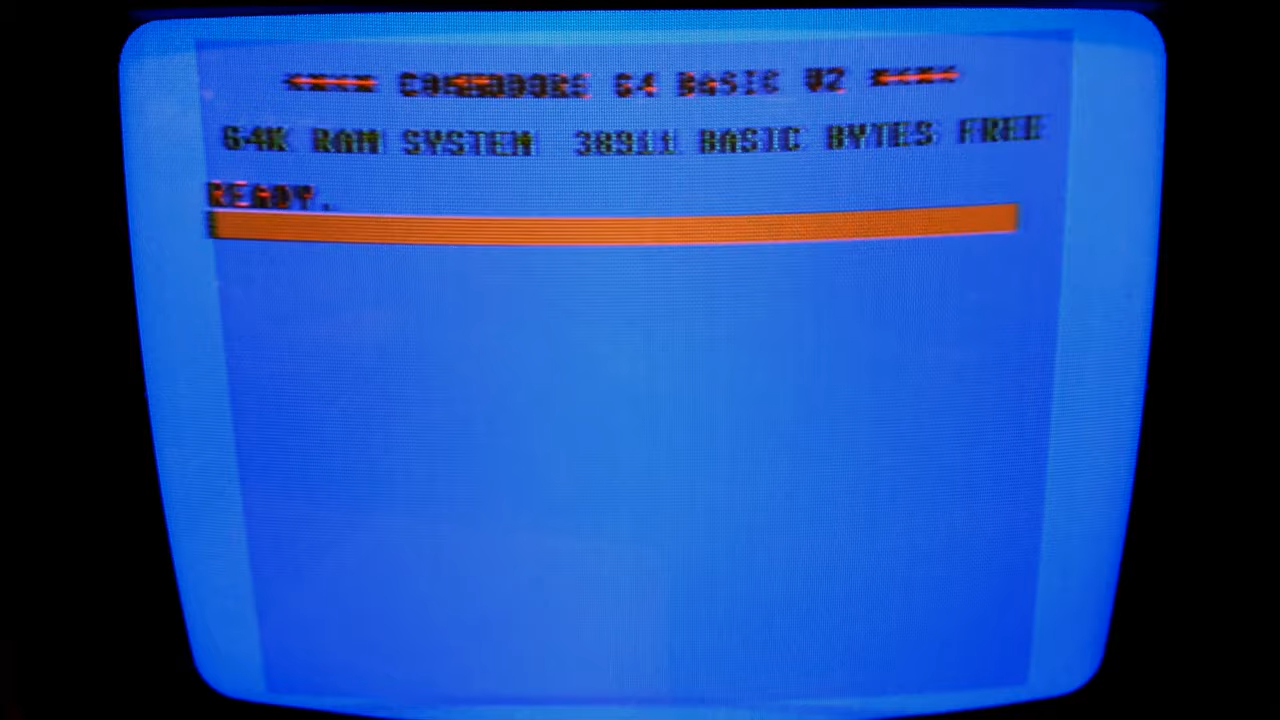 **** COMMODORE 64 BASIC V2 ****
64K RAM SYSTEM 38911 BASIC BYTES FREE
READY.